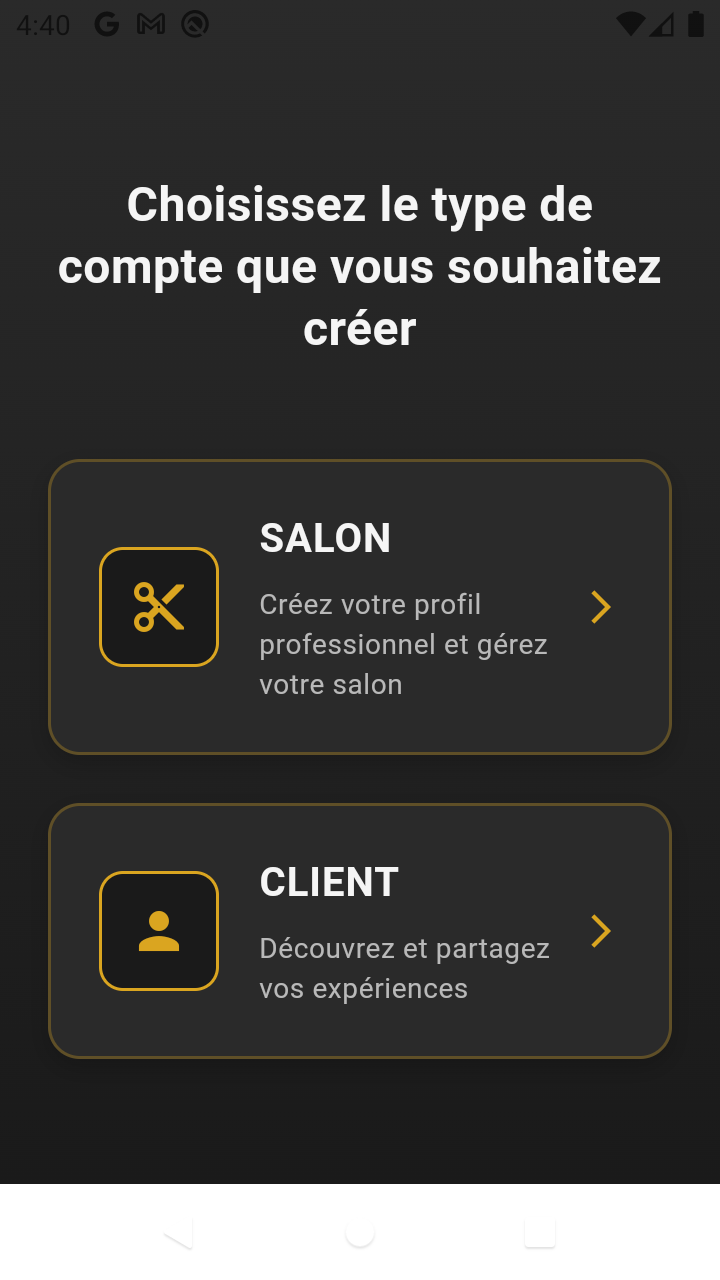 4:40
Choisissez le type de
compte que vous souhaitez
créer
SALON
Créez votre profil
professionnel et gérez
votre salon
CLIENT
Découvrez et partagez
vos expériences